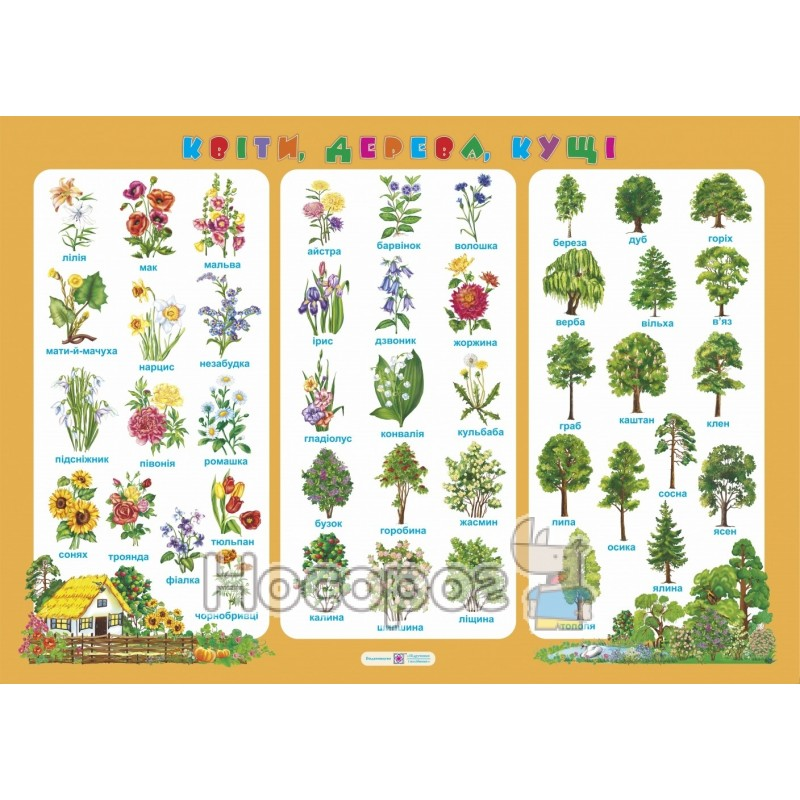 КВІТИ, ДЕРЕВА, КУЩІ
лілія
мак
мальва
мати-й-мачуха
нарцис
незабудка
підсніжник
півонія
ромашка
сонях
троянда
фіалка
тюльпан
чорнобривці
айстра
барвінок
волошка
ірис
дзвоник
жоржина
гладіолус
конвалія
кульбаба
бузок
горобина
жасмин
калина
шипшина
ліщина
береза
дуб
горіх
верба
вільха
в'яз
граб
каштан
клен
липа
осика
сосна
ясен
тополя
ялина
Носорог